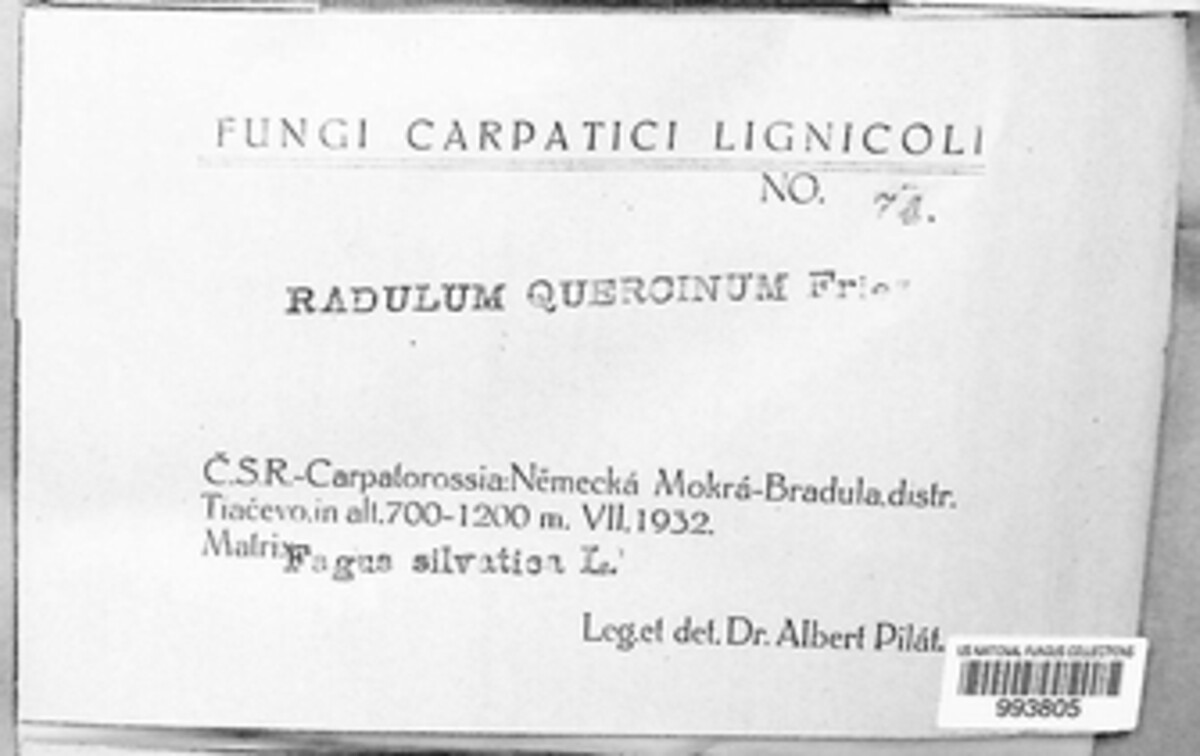 FUNGI CARPATICI LIGNICOLI
NO.
RADULUM QUERCINUM
Č.S.R.-Carpatorossia:Německá Mokrá-Bradula.distr.
Tiačevo.in alt.700-1200 m. VII.1932.
Matrix Fagus silvatica L.
Leg.et det. Dr. Albert Pilát.
US NATIONAL FUNGUS COLLECTIONS
993805